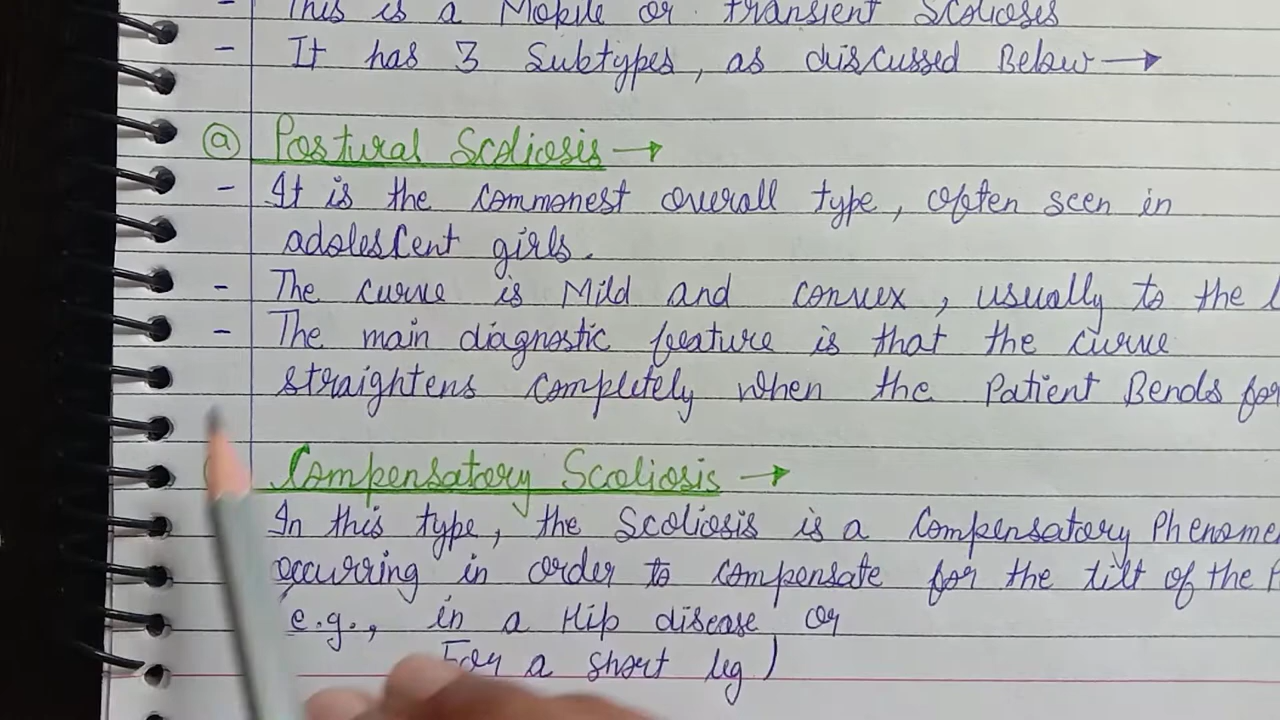 - This is a Mobile or transient Scoliosis
- It has 3 Subtypes, as discussed Below →
ⓐ Postural Scoliosis →
- It is the commonest overall type, often seen in
adolescent girls.
- The curve is Mild and convex, usually to the
- The main diagnostic feature is that the curve
straightens completely when the Patient Bends
Compensatory Scoliosis →
In this type, the Scoliosis is a Compensatory
occurring in order to compensate for the tilt of the
e.g., in a Hip disease or
For a short leg)